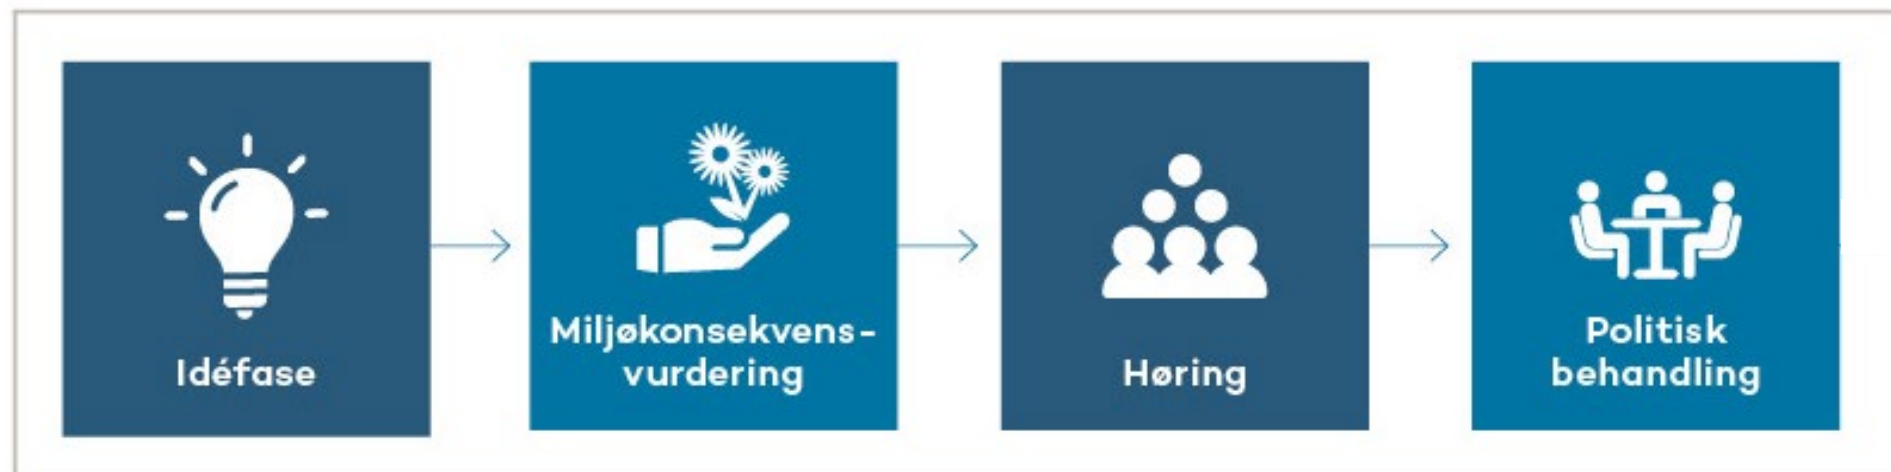 Idéfase
Miljøkonsekvens-
vurdering
Høring
Politisk
behandling